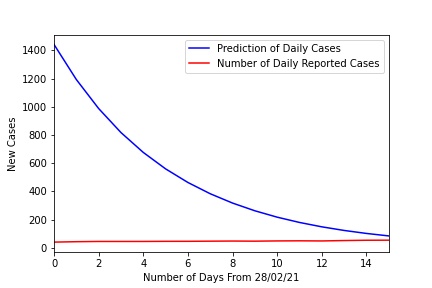 Prediction of Daily Cases
Number of Daily Reported Cases
1400
1200
1000
800
600
400
200
0
New Cases
0 2 4 6 8 10 12 14
Number of Days From 28/02/21